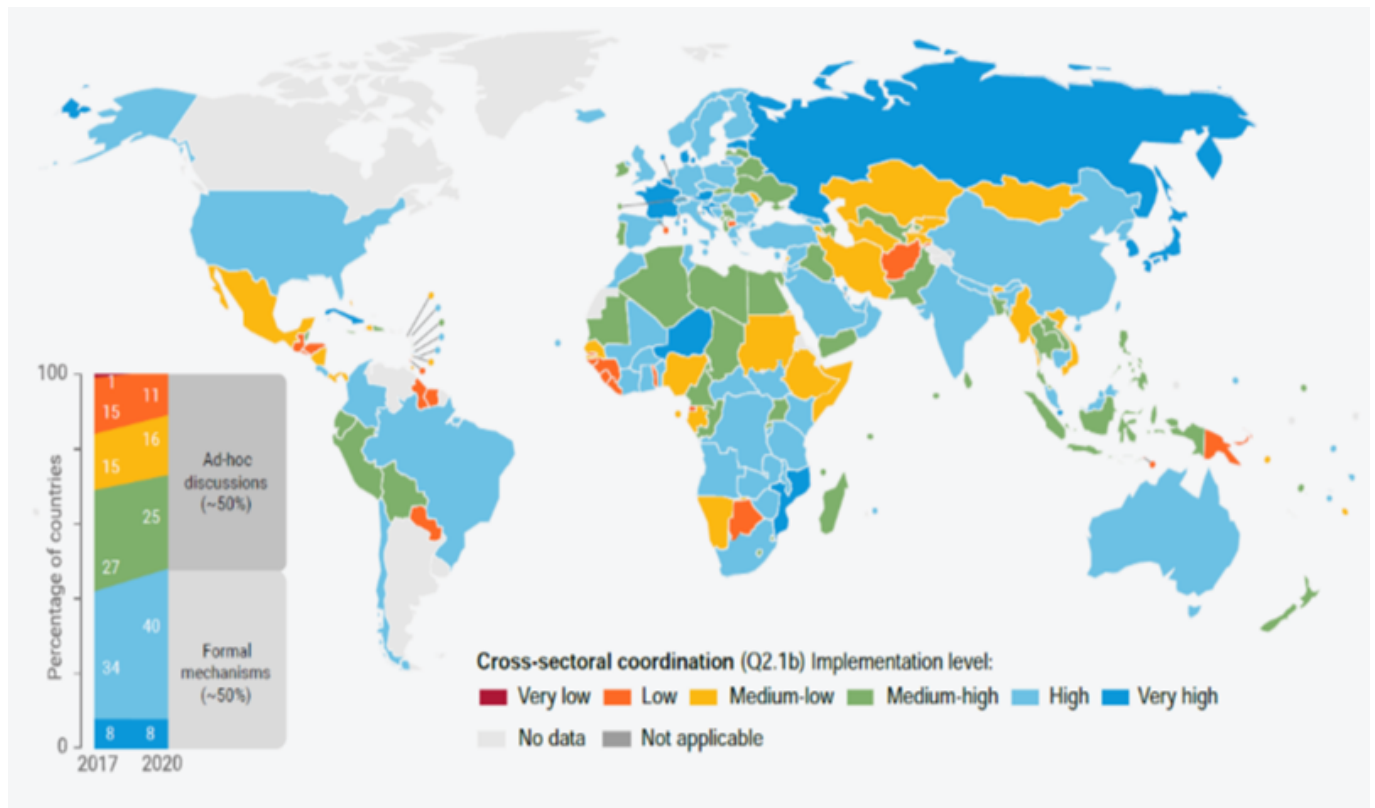 100
1
11
15
16
15
Ad-hoc
discussions
(~50%)
25
27
Percentage of countries
40
34
Formal
mechanisms
(~50%)
8 8
0
2017 2020
Cross-sectoral coordination (Q2.1b) Implementation level:
Very low Low Medium-low Medium-high High Very high
No data Not applicable